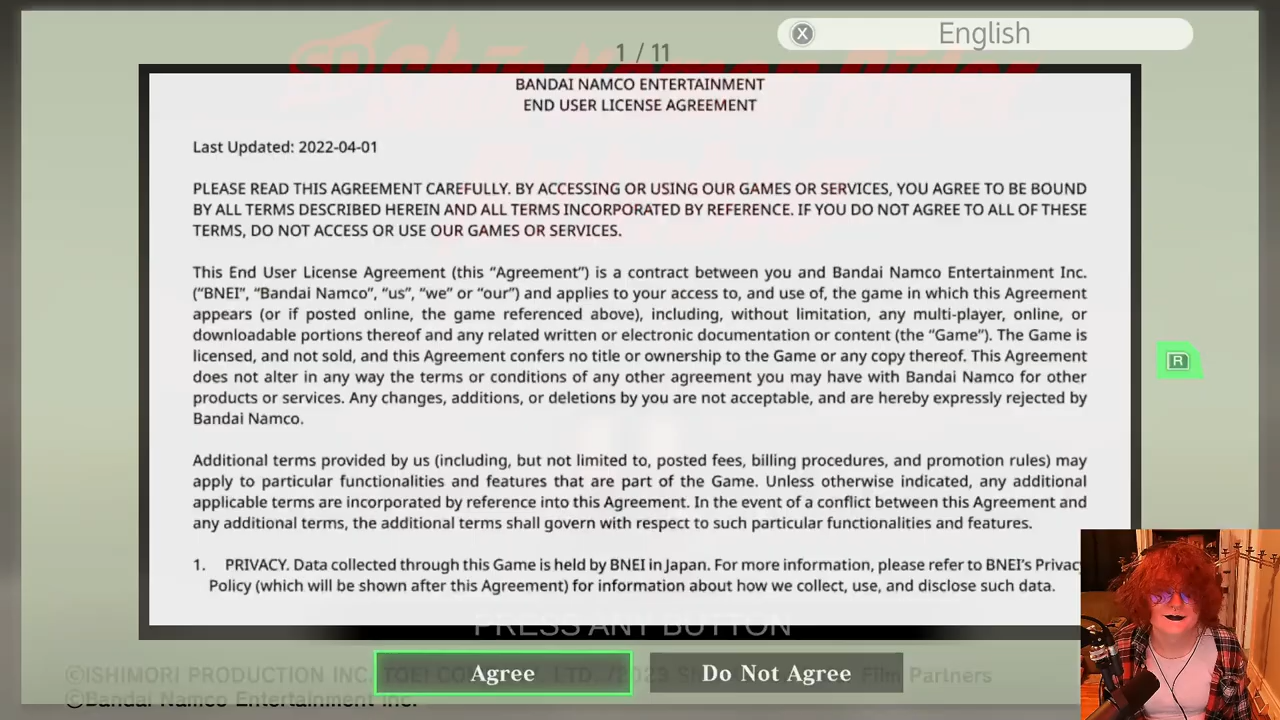 X English
1 / 11
BANDAI NAMCO ENTERTAINMENT
END USER LICENSE AGREEMENT
Last Updated: 2022-04-01
PLEASE READ THIS AGREEMENT CAREFULLY. BY ACCESSING OR USING OUR GAMES OR SERVICES, YOU AGREE TO BE BOUND
BY ALL TERMS DESCRIBED HEREIN AND ALL TERMS INCORPORATED BY REFERENCE. IF YOU DO NOT AGREE TO ALL OF THESE
TERMS, DO NOT ACCESS OR USE OUR GAMES OR SERVICES.
This End User License Agreement (this “Agreement”) is a contract between you and Bandai Namco Entertainment Inc.
(“BNEI”, “Bandai Namco”, “us”, “we” or “our”) and applies to your access to, and use of, the game in which this Agreement
appears (or if posted online, the game referenced above), including, without limitation, any multi-player, online, or
downloadable portions thereof and any related written or electronic documentation or content (the “Game”). The Game is
licensed, and not sold, and this Agreement confers no title or ownership to the Game or any copy thereof. This Agreement
does not alter in any way the terms or conditions of any other agreement you may have with Bandai Namco for other
products or services. Any changes, additions, or deletions by you are not acceptable, and are hereby expressly rejected by
Bandai Namco.
Additional terms provided by us (including, but not limited to, posted fees, billing procedures, and promotion rules) may
apply to particular functionalities and features that are part of the Game. Unless otherwise indicated, any additional
applicable terms are incorporated by reference into this Agreement. In the event of a conflict between this Agreement and
any additional terms, the additional terms shall govern with respect to such particular functionalities and features.
1. PRIVACY. Data collected through this Game is held by BNEI in Japan. For more information, please refer to BNEI's Privacy
Policy (which will be shown after this Agreement) for information about how we collect, use, and disclose such data.
R
PRESS ANY BUTTON
Agree
Do Not Agree
©ISHIMORI PRODUCTION INC. TOEI COMPANY, LTD. /2023 Film Partners
©Bandai Namco Entertainment Inc.